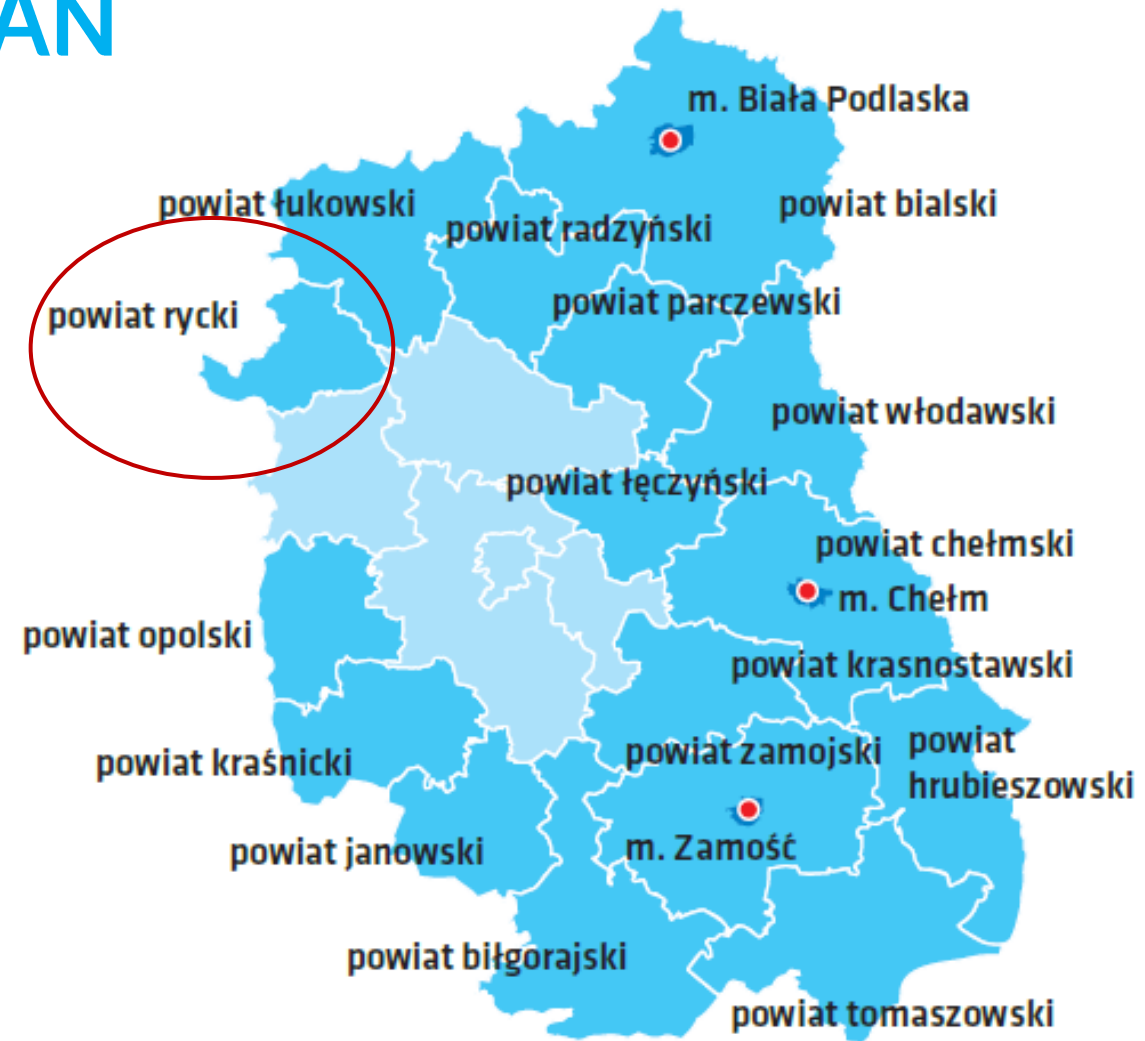 AN
m. Biała Podlaska
powiat łukowski
powiat bialski
powiat radzyński
powiat parczewski
powiat rycki
powiat włodawski
powiat łęczyński
powiat chełmski
m. Chełm
powiat opolski
powiat krasnostawski
powiat zamojski
powiat
hrubieszowski
powiat kraśnicki
m. Zamość
powiat janowski
powiat biłgorajski
powiat tomaszowski